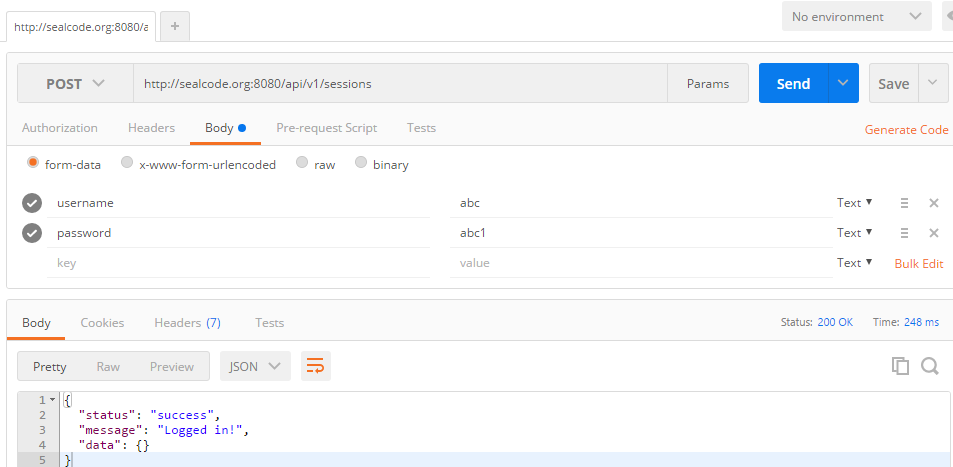 http://sealcode.org:8080/a +
No environment
POST http://sealcode.org:8080/api/v1/sessions Params Send Save
Authorization Headers Body Pre-request Script Tests Generate Code
form-data x-www-form-urlencoded raw binary
username abc Text
password abc1 Text
key value Text Bulk Edit
Body Cookies Headers (7) Tests Status: 200 OK Time: 248 ms
Pretty Raw Preview JSON
1 {
2 "status": "success",
3 "message": "Logged in!",
4 "data": {}
5 }